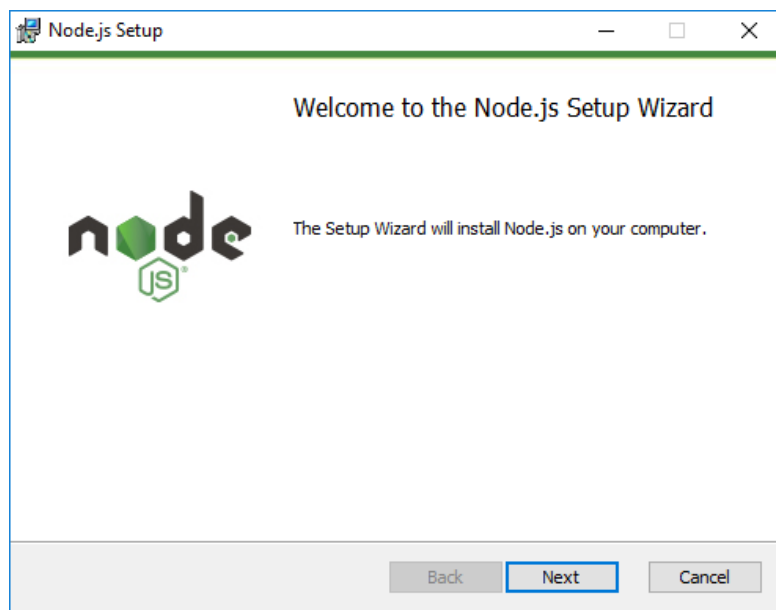 Node.js Setup
Welcome to the Node.js Setup Wizard
node
JS®
The Setup Wizard will install Node.js on your computer.
Back
Next
Cancel